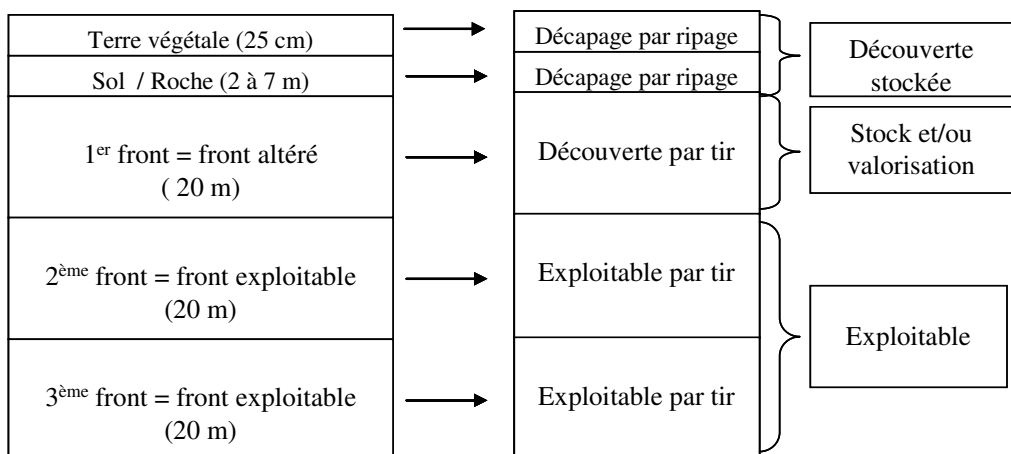 Terre végétale (25 cm)
Sol / Roche (2 à 7 m)
1er front = front altéré
( 20 m)
2ème front = front exploitable
(20 m)
3ème front = front exploitable
(20 m)
Décapage par ripage
Décapage par ripage
Découverte par tir
Exploitable par tir
Exploitable par tir
Découverte
stockée
Stock et/ou
valorisation
Exploitable